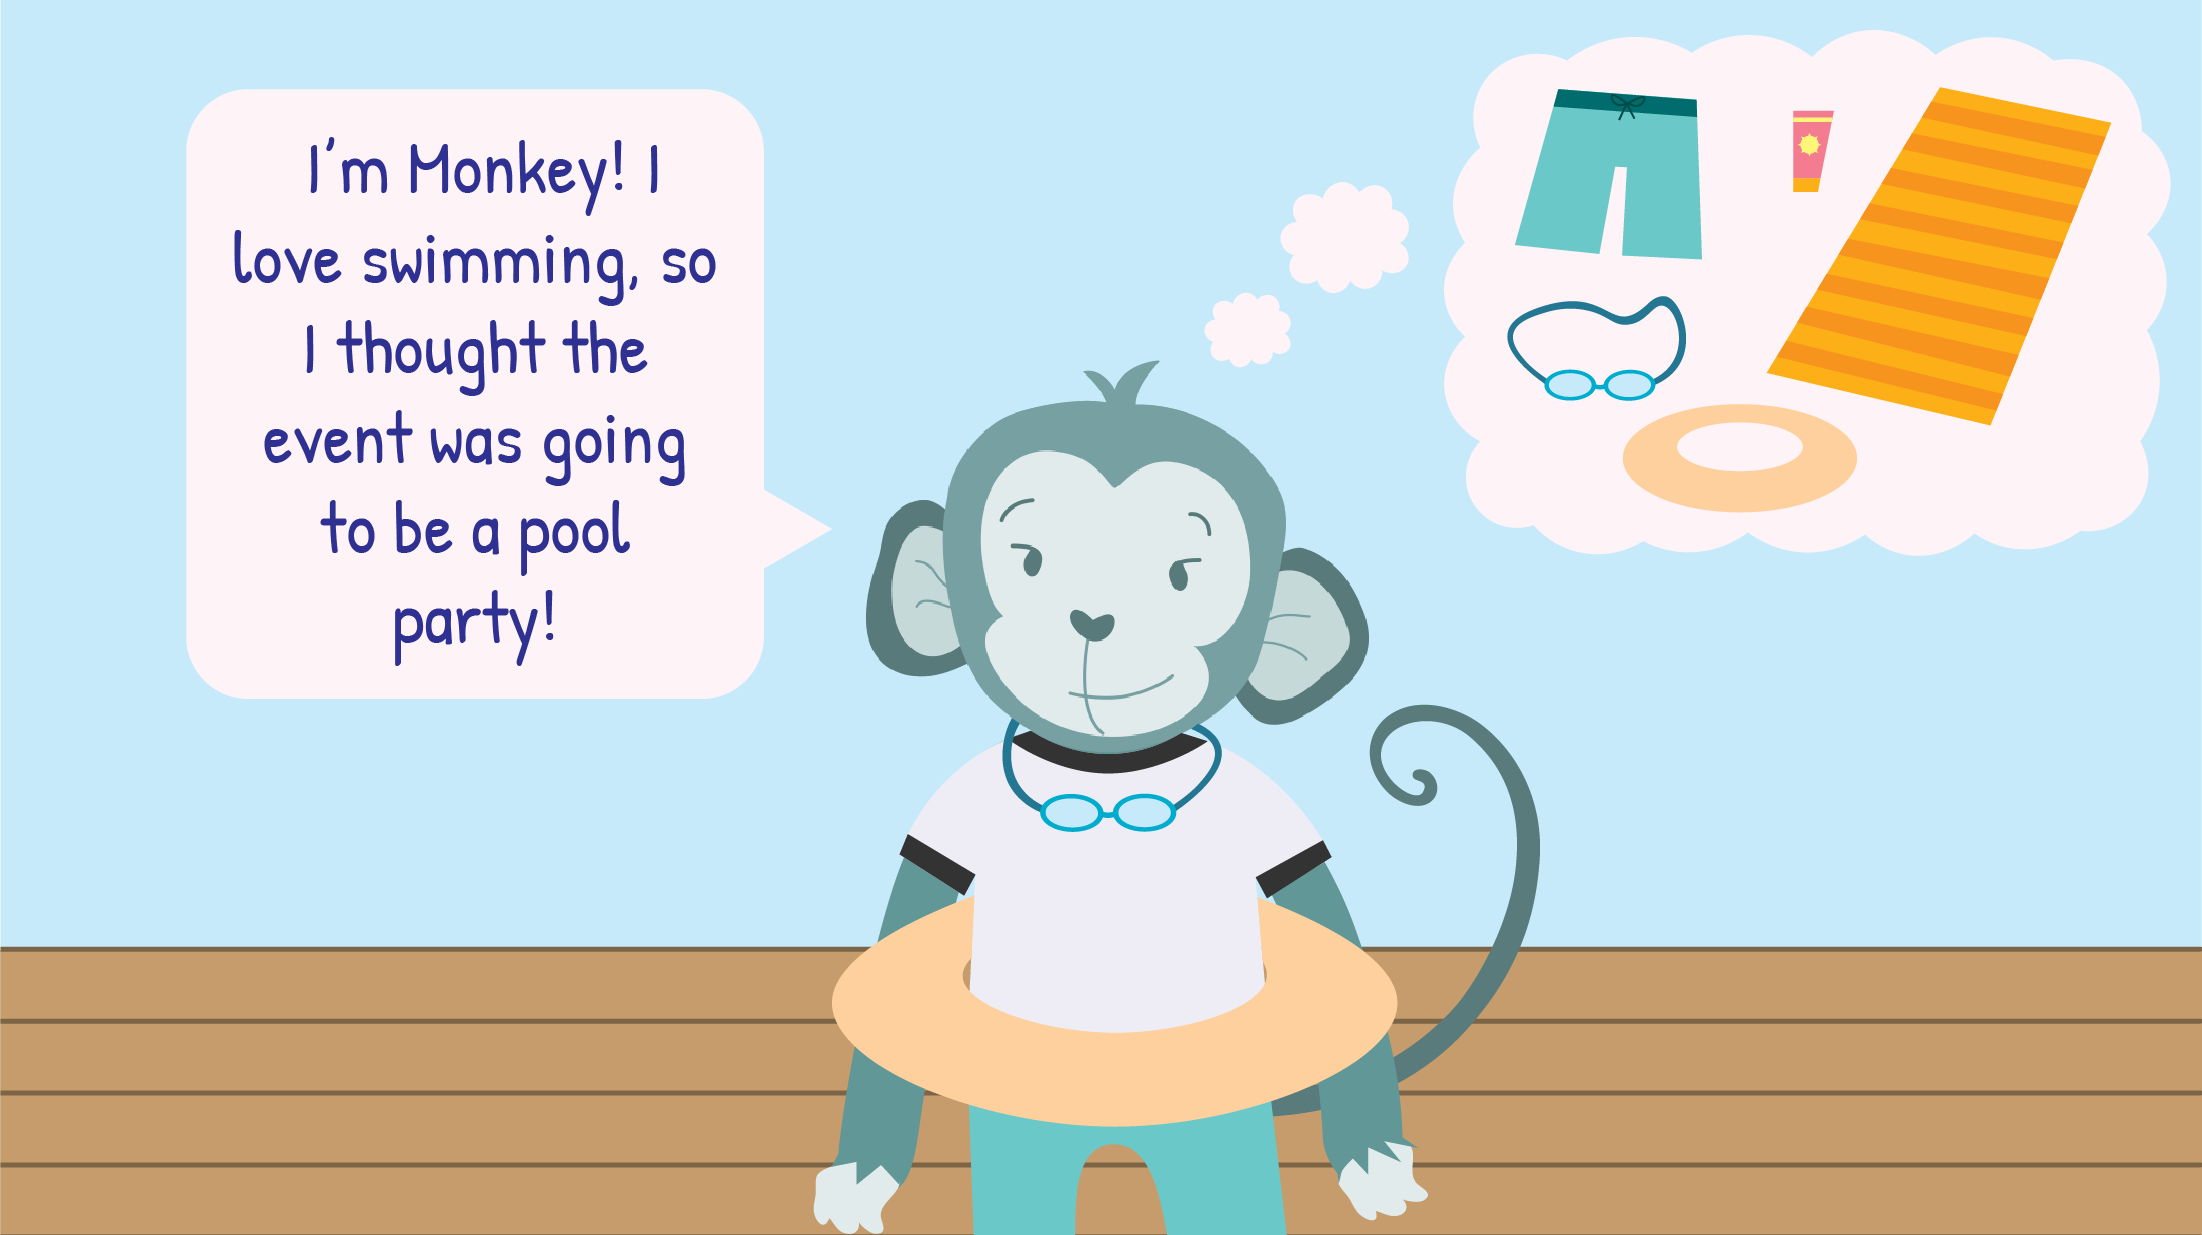 I'm Monkey! I
love swimming, so
I thought the
event was going
to be a pool
party!